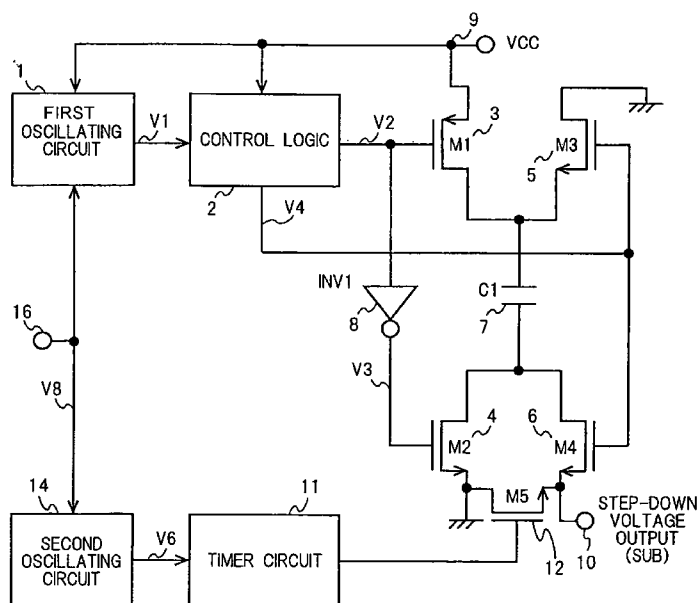 9
VCC
1
FIRST
OSCILLATING
CIRCUIT
V1
CONTROL LOGIC
2
V2
M1
3
M3
5
V4
INV1
8
C1
7
16
V8
V3
M2
4
6
M4
M5
12
STEP-DOWN
VOLTAGE
OUTPUT
(SUB)
10
14
SECOND
OSCILLATING
CIRCUIT
V6
11
TIMER CIRCUIT